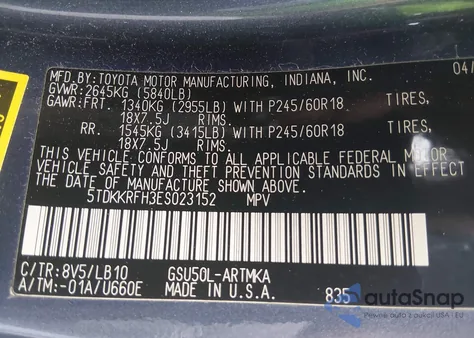 MFD. BY: TOYOTA MOTOR MANUFACTURING, INDIANA, INC. 04/
GVWR: 2645KG (5840LB)
GAWR: FRT. 1340KG (2955LB) WITH P245/60R18 TIRES,
18X7.5J RIMS.
RR. 1545KG (3415LB) WITH P245/60R18 TIRES,
18X7.5J RIMS.
THIS VEHICLE CONFORMS TO ALL APPLICABLE FEDERAL MOTOR
VEHICLE SAFETY AND THEFT PREVENTION STANDARDS IN EFFECT
DATE OF MANUFACTURE SHOWN ABOVE.
5TDKKRFH3ES023152 MPV
C/TR: 8V5/LB10 GSU50L-ARTMKA
A/TM:-01A/U660E MADE IN U.S.A. 835
autoSnap